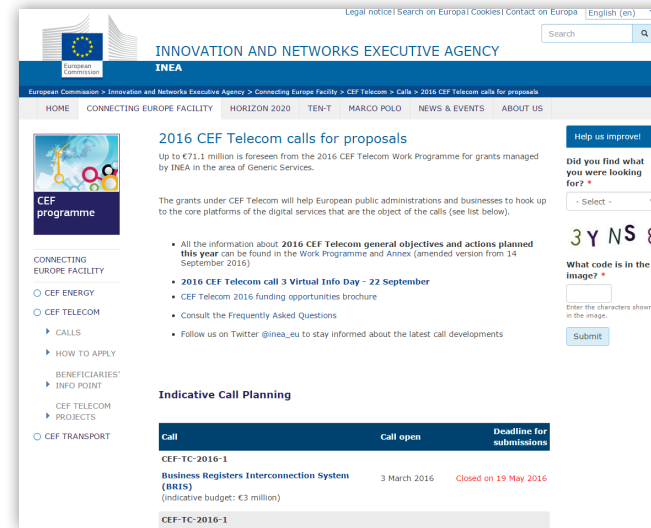 Legal notice| Search on Europa| Cookies| Contact on Europa English (en)
Search
European
Commission
INNOVATION AND NETWORKS EXECUTIVE AGENCY
INEA
European Commission > Innovation and Networks Executive Agency > Connecting Europe Facility > CEF Telecom > Calls > 2016 CEF Telecom calls for proposals
HOME CONNECTING EUROPE FACILITY HORIZON 2020 TEN-T MARCO POLO NEWS & EVENTS ABOUT US
CEF
programme
CONNECTING
EUROPE FACILITY
CEF ENERGY
CEF TELECOM
CALLS
HOW TO APPLY
BENEFICIARIES'
INFO POINT
CEF TELECOM
PROJECTS
CEF TRANSPORT
2016 CEF Telecom calls for proposals
Up to €71.1 million is foreseen from the 2016 CEF Telecom Work Programme for grants managed
by INEA in the area of Generic Services.
The grants under CEF Telecom will help European public administrations and businesses to hook up
to the core platforms of the digital services that are the object of the calls (see list below).
All the information about 2016 CEF Telecom general objectives and actions planned
this year can be found in the Work Programme and Annex (amended version from 14
September 2016)
2016 CEF Telecom call 3 Virtual Info Day - 22 September
CEF Telecom 2016 funding opportunities brochure
Consult the Frequently Asked Questions
Follow us on Twitter @inea_eu to stay informed about the latest call developments
Indicative Call Planning
Call Call open Deadline for
submissions
CEF-TC-2016-1
Business Registers Interconnection System
(BRIS)
(indicative budget: €3 million)
3 March 2016 Closed on 19 May 2016
CEF-TC-2016-1
Help us improve!
Did you find what
you were looking
for? *
- Select -
3 Y N S
What code is in the
image? *
Enter the characters shown
in the image.
Submit